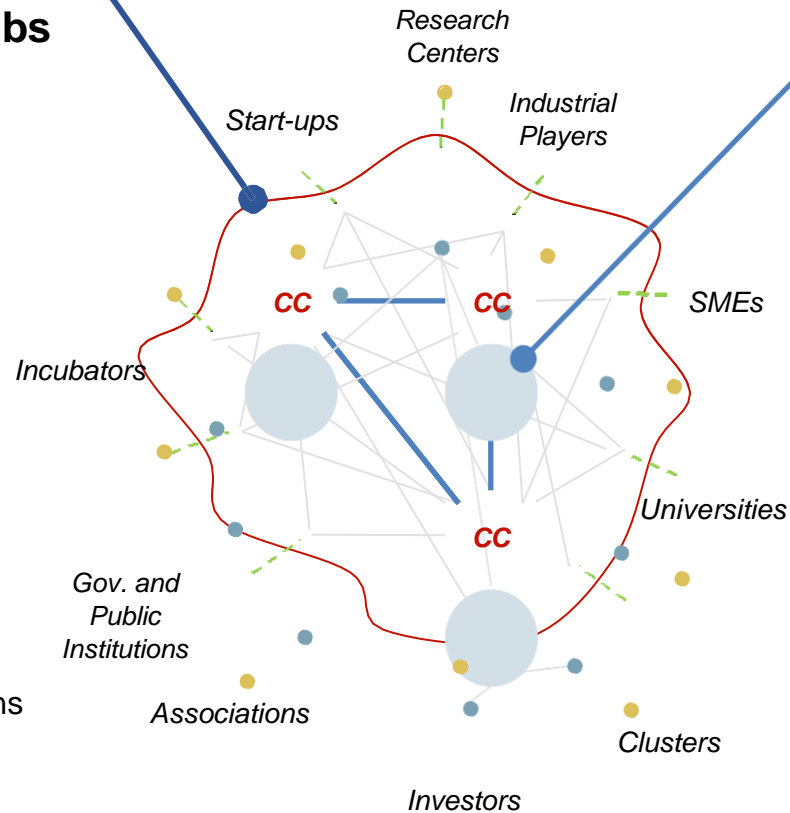 bs
Research
Centers
Industrial
Players
Start-ups
CC
CC
SMEs
Incubators
Universities
CC
Gov. and
Public
Institutions
ns
Associations
Clusters
Investors